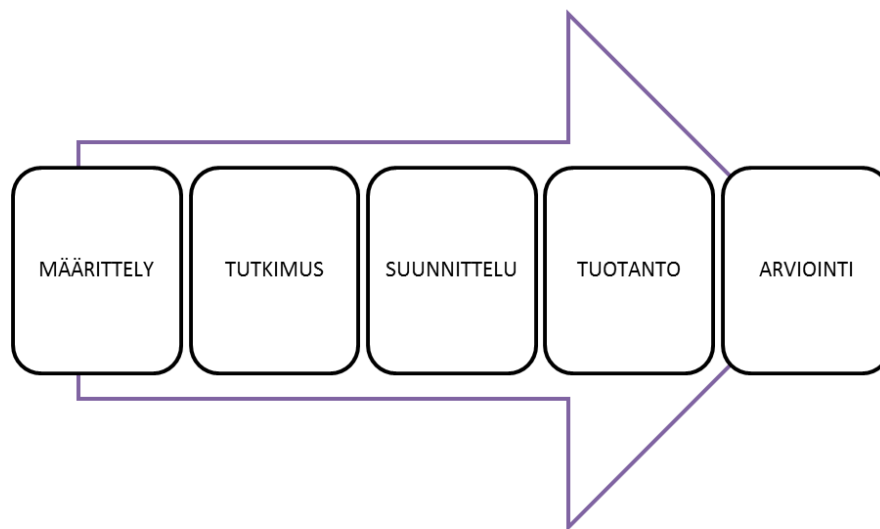 MÄÄRITTELY
TUTKIMUS
SUUNNITTELU
TUOTANTO
ARVIOINTI